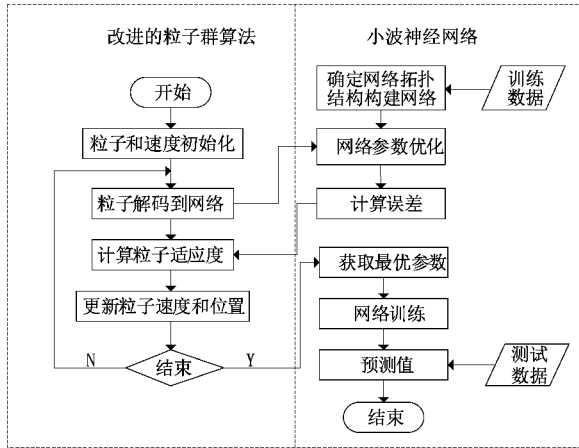 改进的粒子群算法
开始
粒子和速度初始化
粒子解码到网络
计算粒子适应度
更新粒子速度和位置
N
结束
Y
小波神经网络
确定网络拓扑
结构构建网络
训练
数据
网络参数优化
计算误差
获取最优参数
网络训练
预测值
测试
数据
结束